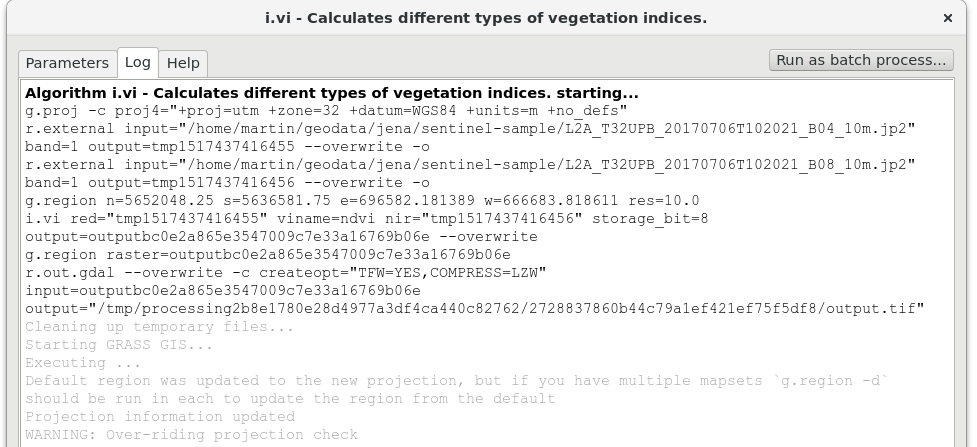 i.vi - Calculates different types of vegetation indices.
×
Parameters
Log
Help
Run as batch process...
Algorithm i.vi - Calculates different types of vegetation indices. starting...
g.proj -c proj4="+proj=utm +zone=32 +datum=WGS84 +units=m +no_defs"
r.external input="/home/martin/geodata/jena/sentinel-sample/L2A_T32UPB_20170706T102021_B04_10m.jp2"
band=1 output=tmp1517437416455 --overwrite -o
r.external input="/home/martin/geodata/jena/sentinel-sample/L2A_T32UPB_20170706T102021_B08_10m.jp2"
band=1 output=tmp1517437416456 --overwrite -o
g.region n=5652048.25 s=5636581.75 e=696582.181389 w=666683.818611 res=10.0
i.vi red="tmp1517437416455" viname=ndvi nir="tmp1517437416456" storage_bit=8
output=outputbc0e2a865e3547009c7e33a16769b06e --overwrite
g.region raster=outputbc0e2a865e3547009c7e33a16769b06e
r.out.gdal --overwrite -c createopt="TFW=YES,COMPRESS=LZW"
input=outputbc0e2a865e3547009c7e33a16769b06e
output="/tmp/processing2b8e1780e28d4977a3df4ca440c82762/2728837860b44c79a1ef421ef75f5df8/output.tif"
Cleaning up temporary files...
Starting GRASS GIS...
Executing ...
Default region was updated to the new projection, but if you have multiple mapsets `g.region -d`
should be run in each to update the region from the default
Projection information updated
WARNING: Over-riding projection check